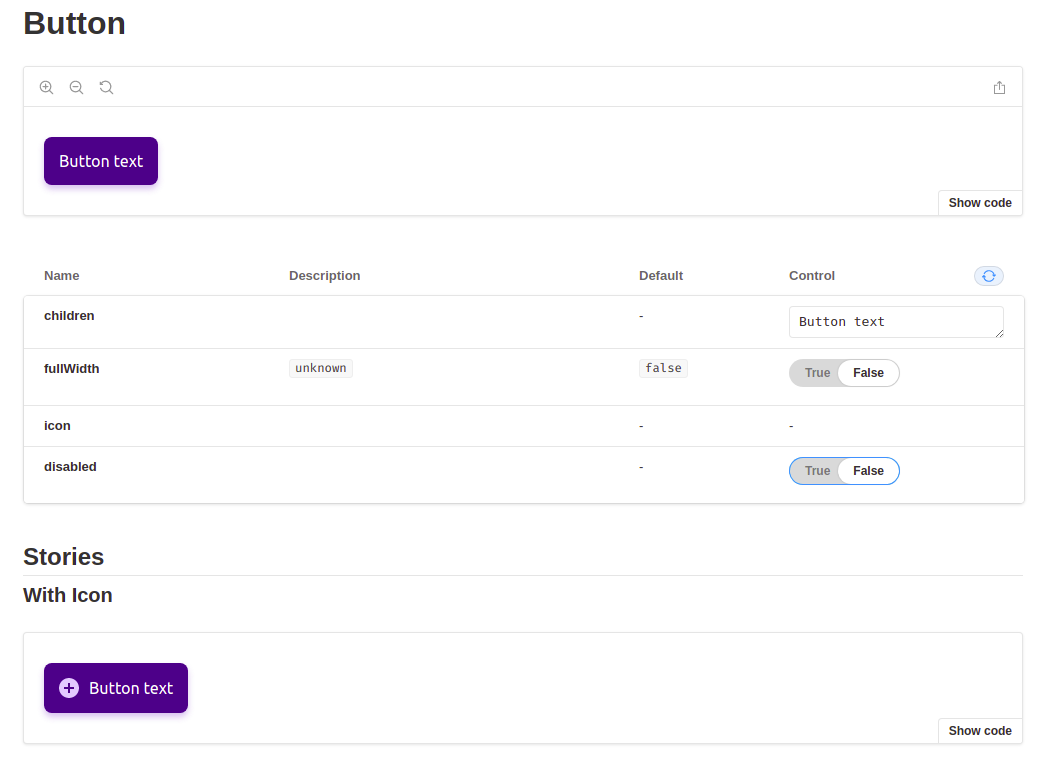 Button
Button text
Show code
Name Description Default Control
children - Button text
fullWidth unknown false True False
icon - -
disabled - True False
Stories
With Icon
Button text
Show code